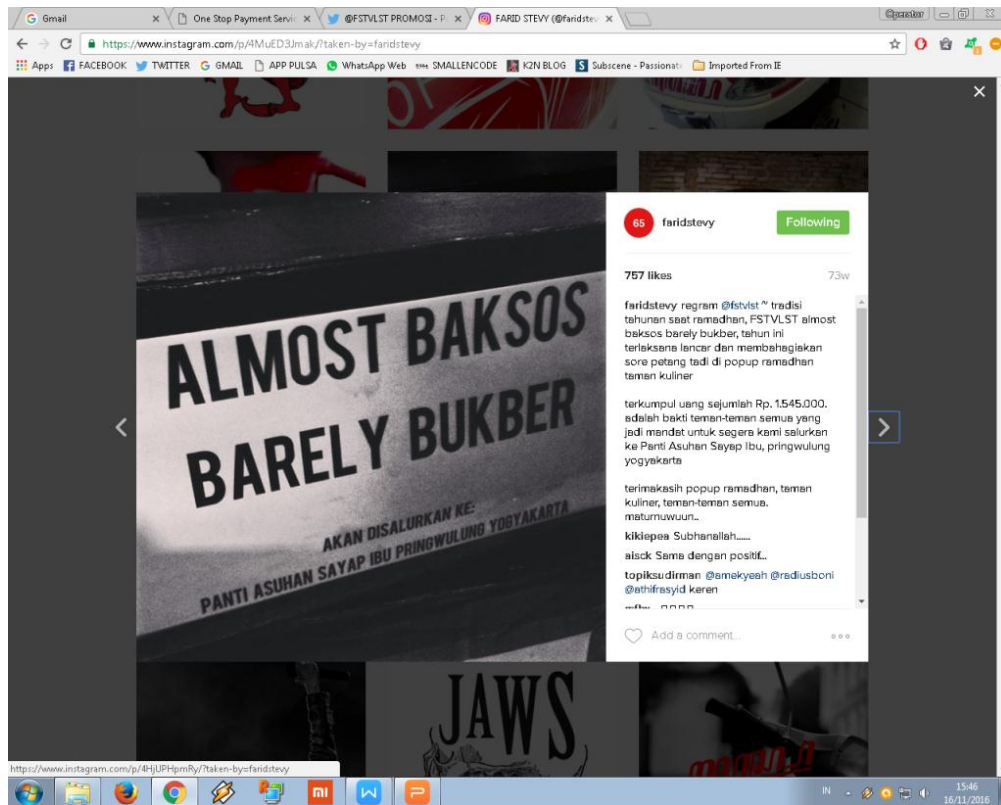 Gmail
One Stop Payment Servic
@FSTVLST PROMOSI - P
FARID STEVY (@faridstev
Operator
https://www.instagram.com/p/4MuED3Jmak/?taken-by=faridstevy
Apps
FACEBOOK
TWITTER
GMAIL
APP PULSA
WhatsApp Web
SMALLENCODE
K2N BLOG
Subscene - Passionat
Imported From IE
ALMOST BAKSOS
BARELY BUKBER
AKAN DISALURKAN KE:
PANTI ASUHAN SAYAP IBU PRINGWULUNG YOGYAKARTA
65
faridstevy
Following
757 likes
73w
faridstevy regram @fstvlst ~ tradisi
tahunan saat ramadhan, FSTVLST almost
baksos barely bukber, tahun ini
terlaksana lancar dan membahagiakan
sore petang tadi di popup ramadhan
taman kuliner
terkumpul uang sejumlah Rp. 1.545.000.
adalah bakti teman-teman semua yang
jadi mandat untuk segera kami salurkan
ke Panti Asuhan Sayap Ibu, pringwulung
yogyakarta
terimakasih popup ramadhan, taman
kuliner, teman-teman semua.
maturnuwuun..
kikiepea Subhanallah......
aisck Sama dengan positif...
topiksudirman @amekyeah @radiusboni
@athifrasyid keren
Add a comment...
JAWS
https://www.instagram.com/p/4HjUPHpmRy/?taken-by=faridstevy
IN
15:46
16/11/2016